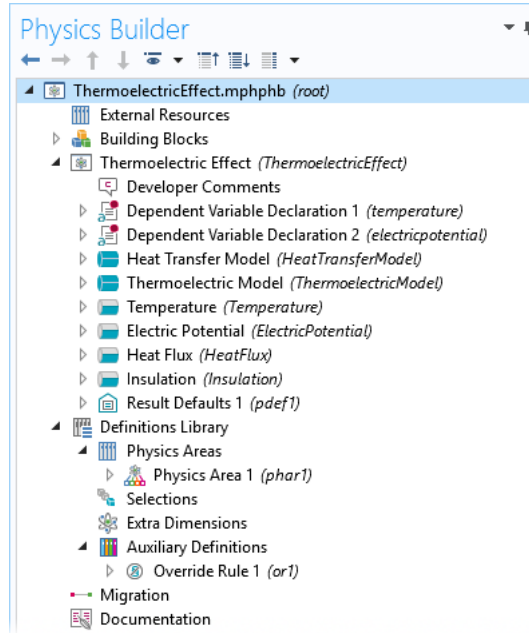 Physics Builder
ThermoelectricEffect.mphphb (root)
External Resources
Building Blocks
Thermoelectric Effect (ThermoelectricEffect)
Developer Comments
Dependent Variable Declaration 1 (temperature)
Dependent Variable Declaration 2 (electricpotential)
Heat Transfer Model (HeatTransferModel)
Thermoelectric Model (ThermoelectricModel)
Temperature (Temperature)
Electric Potential (ElectricPotential)
Heat Flux (HeatFlux)
Insulation (Insulation)
Result Defaults 1 (pdef1)
Definitions Library
Physics Areas
Physics Area 1 (phar1)
Selections
Extra Dimensions
Auxiliary Definitions
Override Rule 1 (or1)
Migration
Documentation